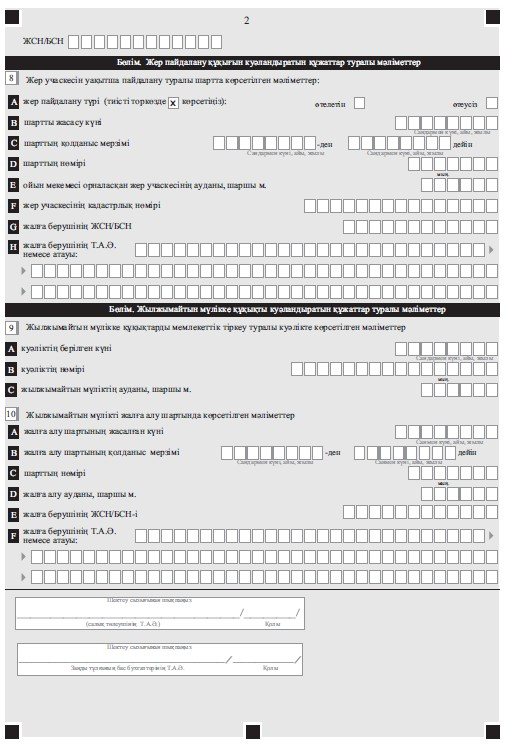 2
ЖСН/БСН
Бөлім. Жер пайдалану құқығын куәландыратын құжаттар туралы мәліметтер
8 Жер учаскесін уақытша пайдалану туралы шартта көрсетілген мәліметтер:
A жер пайдалану түрі (тиісті торкөзде X көрсетіңіз): өтелетін өтеусіз
B шартты жасасу күні
Сандармен күні, айы, жылы
C шарттың қолданыс мерзімі -ден дейін
Сандармен күні, айы, жылы Сандармен күні, айы, жылы
D шарттың нөмірі
E ойын мекемесі орналасқан жер учаскесінің ауданы, шаршы м.
мың
F жер учаскесінің кадастрлық нөмірі
G жалға берушінің ЖСН/БСН
H жалға берушінің Т.А.Ә.
немесе атауы:
Бөлім. Жылжымайтын мүлікке құқықты куәландыратын құжаттар туралы мәліметтер
9 Жылжымайтын мүлікке құқықтарды мемлекеттік тіркеу туралы куәлікте көрсетілген мәліметтер
A куәліктің берілген күні
Сандармен күні, айы, жылы
B куәліктің нөмірі
мың
C жылжымайтын мүліктің ауданы, шаршы м.
10 Жылжымайтын мүлікті жалға алу шартында көрсетілген мәліметтер
A жалға алу шартының жасалған күні
Санмен күні, айы, жылы
B жалға алу шартының қолданыс мерзімі -ден дейін
Сандармен күні, айы, жылы Санмен күні, айы, жылы
C шарттың нөмірі
мың
D жалға алу ауданы, шаршы м.
E жалға берушінің ЖСН/БСН-і
F жалға берушінің Т.А.Ә.
немесе атауы:
Шектеу сызығынан шықпаңыз
(салық төлеушінің Т.А.Ә.) Қолы
Шектеу сызығынан шықпаңыз
Заңды тұлғаның бас бухгалтерінің Т.А.Ә. Қолы